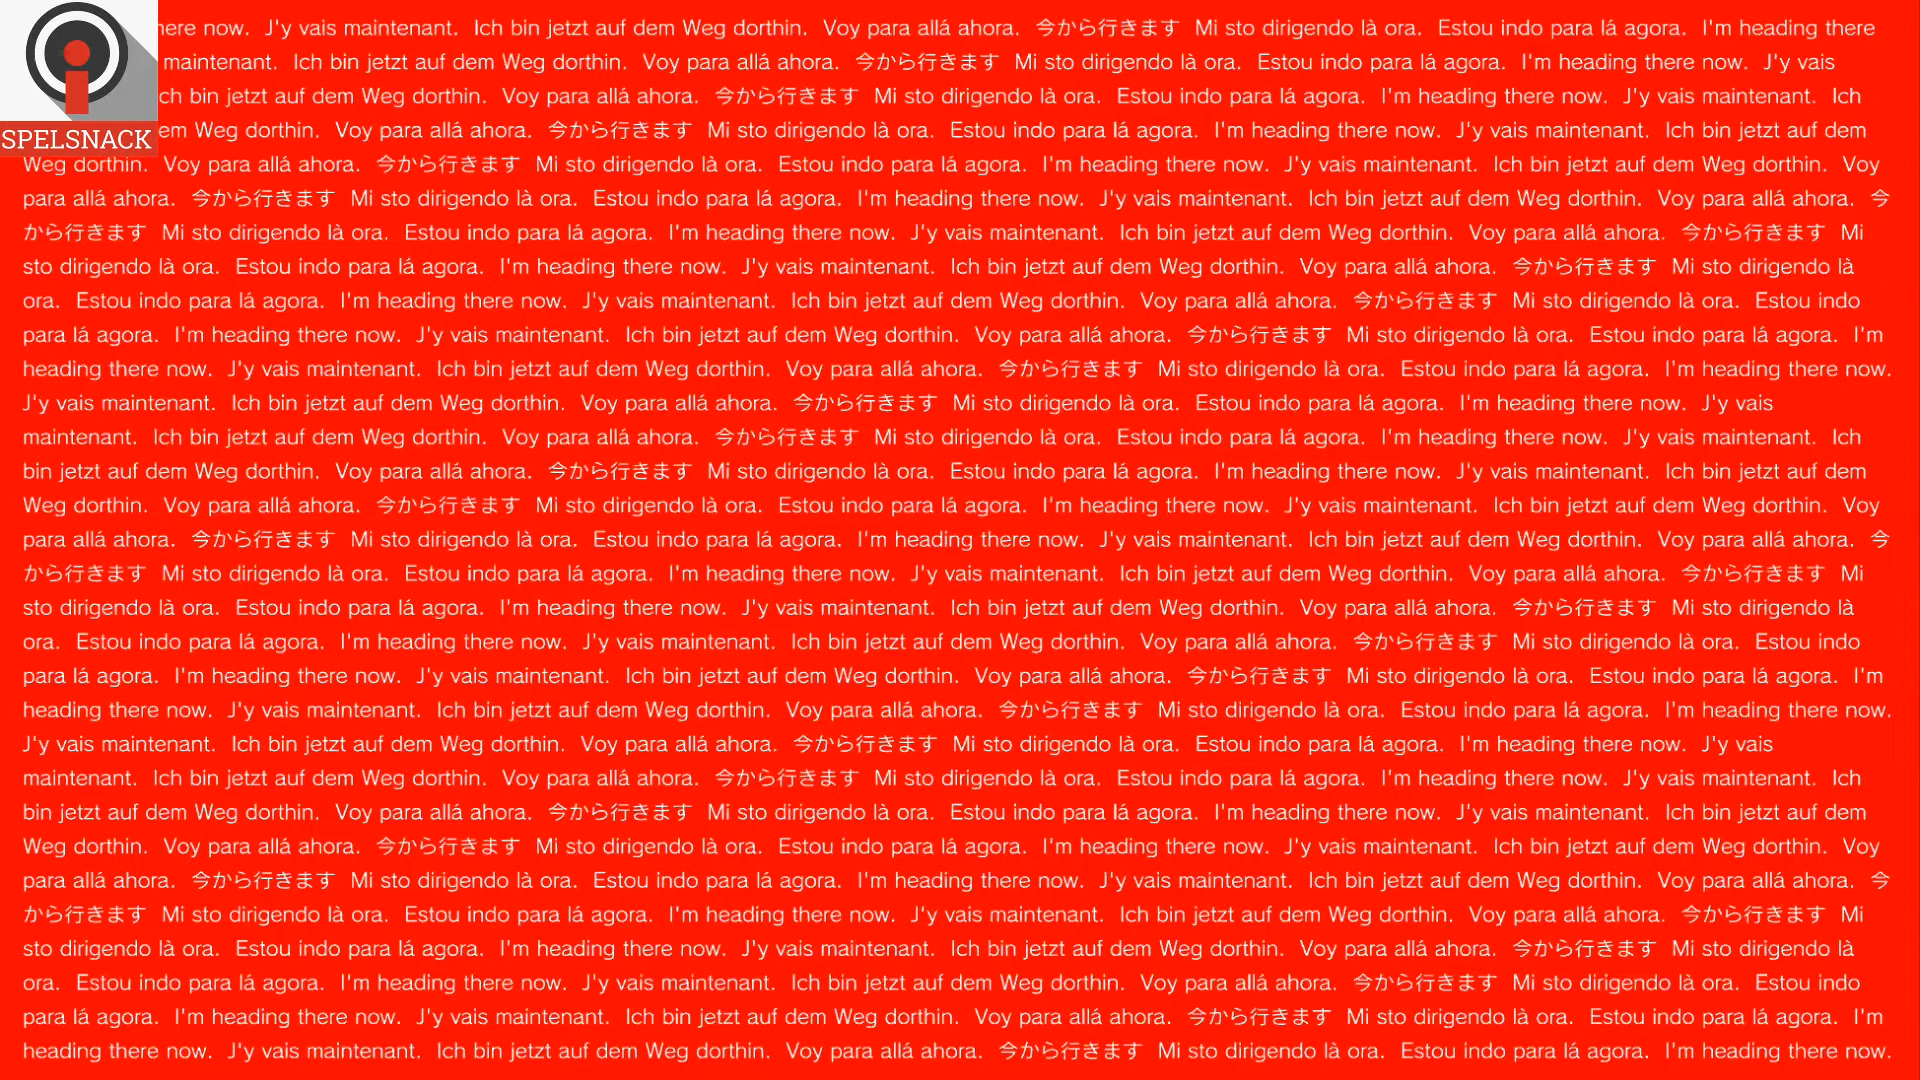 here now. J'y vais maintenant. Ich bin jetzt auf dem Weg dorthin. Voy para allá ahora. 今から行きます Mi sto dirigendo là ora. Estou indo para lá agora. I'm heading there
maintenant. Ich bin jetzt auf dem Weg dorthin. Voy para allá ahora. 今から行きます Mi sto dirigendo là ora. Estou indo para lá agora. I'm heading there now. J'y vais
ch bin jetzt auf dem Weg dorthin. Voy para allá ahora. 今から行きます Mi sto dirigendo là ora. Estou indo para lá agora. I'm heading there now. J'y vais maintenant. Ich
SPELSNACK
em Weg dorthin. Voy para allá ahora. 今から行きます Mi sto dirigendo là ora. Estou indo para lá agora. I'm heading there now. J'y vais maintenant. Ich bin jetzt auf dem
Weg dorthin. Voy para allá ahora. 今から行きます Mi sto dirigendo là ora. Estou indo para lá agora. I'm heading there now. J'y vais maintenant. Ich bin jetzt auf dem Weg dorthin. Voy
para allá ahora. 今から行きます Mi sto dirigendo là ora. Estou indo para lá agora. I'm heading there now. J'y vais maintenant. Ich bin jetzt auf dem Weg dorthin. Voy para allá ahora. 今
から行きます Mi sto dirigendo là ora. Estou indo para lá agora. I'm heading there now. J'y vais maintenant. Ich bin jetzt auf dem Weg dorthin. Voy para allá ahora. 今から行きます Mi
sto dirigendo là ora. Estou indo para lá agora. I'm heading there now. J'y vais maintenant. Ich bin jetzt auf dem Weg dorthin. Voy para allá ahora. 今から行きます Mi sto dirigendo là
ora. Estou indo para lá agora. I'm heading there now. J'y vais maintenant. Ich bin jetzt auf dem Weg dorthin. Voy para allá ahora. 今から行きます Mi sto dirigendo là ora. Estou indo
para lá agora. I'm heading there now. J'y vais maintenant. Ich bin jetzt auf dem Weg dorthin. Voy para allá ahora. 今から行きます Mi sto dirigendo là ora. Estou indo para lá agora. I'm
heading there now. J'y vais maintenant. Ich bin jetzt auf dem Weg dorthin. Voy para allá ahora. 今から行きます Mi sto dirigendo là ora. Estou indo para lá agora. I'm heading there now.
J'y vais maintenant. Ich bin jetzt auf dem Weg dorthin. Voy para allá ahora. 今から行きます Mi sto dirigendo là ora. Estou indo para lá agora. I'm heading there now. J'y vais
maintenant. Ich bin jetzt auf dem Weg dorthin. Voy para allá ahora. 今から行きます Mi sto dirigendo là ora. Estou indo para lá agora. I'm heading there now. J'y vais maintenant. Ich
bin jetzt auf dem Weg dorthin. Voy para allá ahora. 今から行きます Mi sto dirigendo là ora. Estou indo para lá agora. I'm heading there now. J'y vais maintenant. Ich bin jetzt auf dem
Weg dorthin. Voy para allá ahora. 今から行きます Mi sto dirigendo là ora. Estou indo para lá agora. I'm heading there now. J'y vais maintenant. Ich bin jetzt auf dem Weg dorthin. Voy
para allá ahora. 今から行きます Mi sto dirigendo là ora. Estou indo para lá agora. I'm heading there now. J'y vais maintenant. Ich bin jetzt auf dem Weg dorthin. Voy para allá ahora. 今
から行きます Mi sto dirigendo là ora. Estou indo para lá agora. I'm heading there now. J'y vais maintenant. Ich bin jetzt auf dem Weg dorthin. Voy para allá ahora. 今から行きます Mi
sto dirigendo là ora. Estou indo para lá agora. I'm heading there now. J'y vais maintenant. Ich bin jetzt auf dem Weg dorthin. Voy para allá ahora. 今から行きます Mi sto dirigendo là
ora. Estou indo para lá agora. I'm heading there now. J'y vais maintenant. Ich bin jetzt auf dem Weg dorthin. Voy para allá ahora. 今から行きます Mi sto dirigendo là ora. Estou indo
para lá agora. I'm heading there now. J'y vais maintenant. Ich bin jetzt auf dem Weg dorthin. Voy para allá ahora. 今から行きます Mi sto dirigendo là ora. Estou indo para lá agora. I'm
heading there now. J'y vais maintenant. Ich bin jetzt auf dem Weg dorthin. Voy para allá ahora. 今から行きます Mi sto dirigendo là ora. Estou indo para lá agora. I'm heading there now.
J'y vais maintenant. Ich bin jetzt auf dem Weg dorthin. Voy para allá ahora. 今から行きます Mi sto dirigendo là ora. Estou indo para lá agora. I'm heading there now. J'y vais
maintenant. Ich bin jetzt auf dem Weg dorthin. Voy para allá ahora. 今から行きます Mi sto dirigendo là ora. Estou indo para lá agora. I'm heading there now. J'y vais maintenant. Ich
bin jetzt auf dem Weg dorthin. Voy para allá ahora. 今から行きます Mi sto dirigendo là ora. Estou indo para lá agora. I'm heading there now. J'y vais maintenant. Ich bin jetzt auf dem
Weg dorthin. Voy para allá ahora. 今から行きます Mi sto dirigendo là ora. Estou indo para lá agora. I'm heading there now. J'y vais maintenant. Ich bin jetzt auf dem Weg dorthin. Voy
para allá ahora. 今から行きます Mi sto dirigendo là ora. Estou indo para lá agora. I'm heading there now. J'y vais maintenant. Ich bin jetzt auf dem Weg dorthin. Voy para allá ahora. 今
から行きます Mi sto dirigendo là ora. Estou indo para lá agora. I'm heading there now. J'y vais maintenant. Ich bin jetzt auf dem Weg dorthin. Voy para allá ahora. 今から行きます Mi
sto dirigendo là ora. Estou indo para lá agora. I'm heading there now. J'y vais maintenant. Ich bin jetzt auf dem Weg dorthin. Voy para allá ahora. 今から行きます Mi sto dirigendo là
ora. Estou indo para lá agora. I'm heading there now. J'y vais maintenant. Ich bin jetzt auf dem Weg dorthin. Voy para allá ahora. 今から行きます Mi sto dirigendo là ora. Estou indo
para lá agora. I'm heading there now. J'y vais maintenant. Ich bin jetzt auf dem Weg dorthin. Voy para allá ahora. 今から行きます Mi sto dirigendo là ora. Estou indo para lá agora. I'm
heading there now. J'y vais maintenant. Ich bin jetzt auf dem Weg dorthin. Voy para allá ahora. 今から行きます Mi sto dirigendo là ora. Estou indo para lá agora. I'm heading there now.